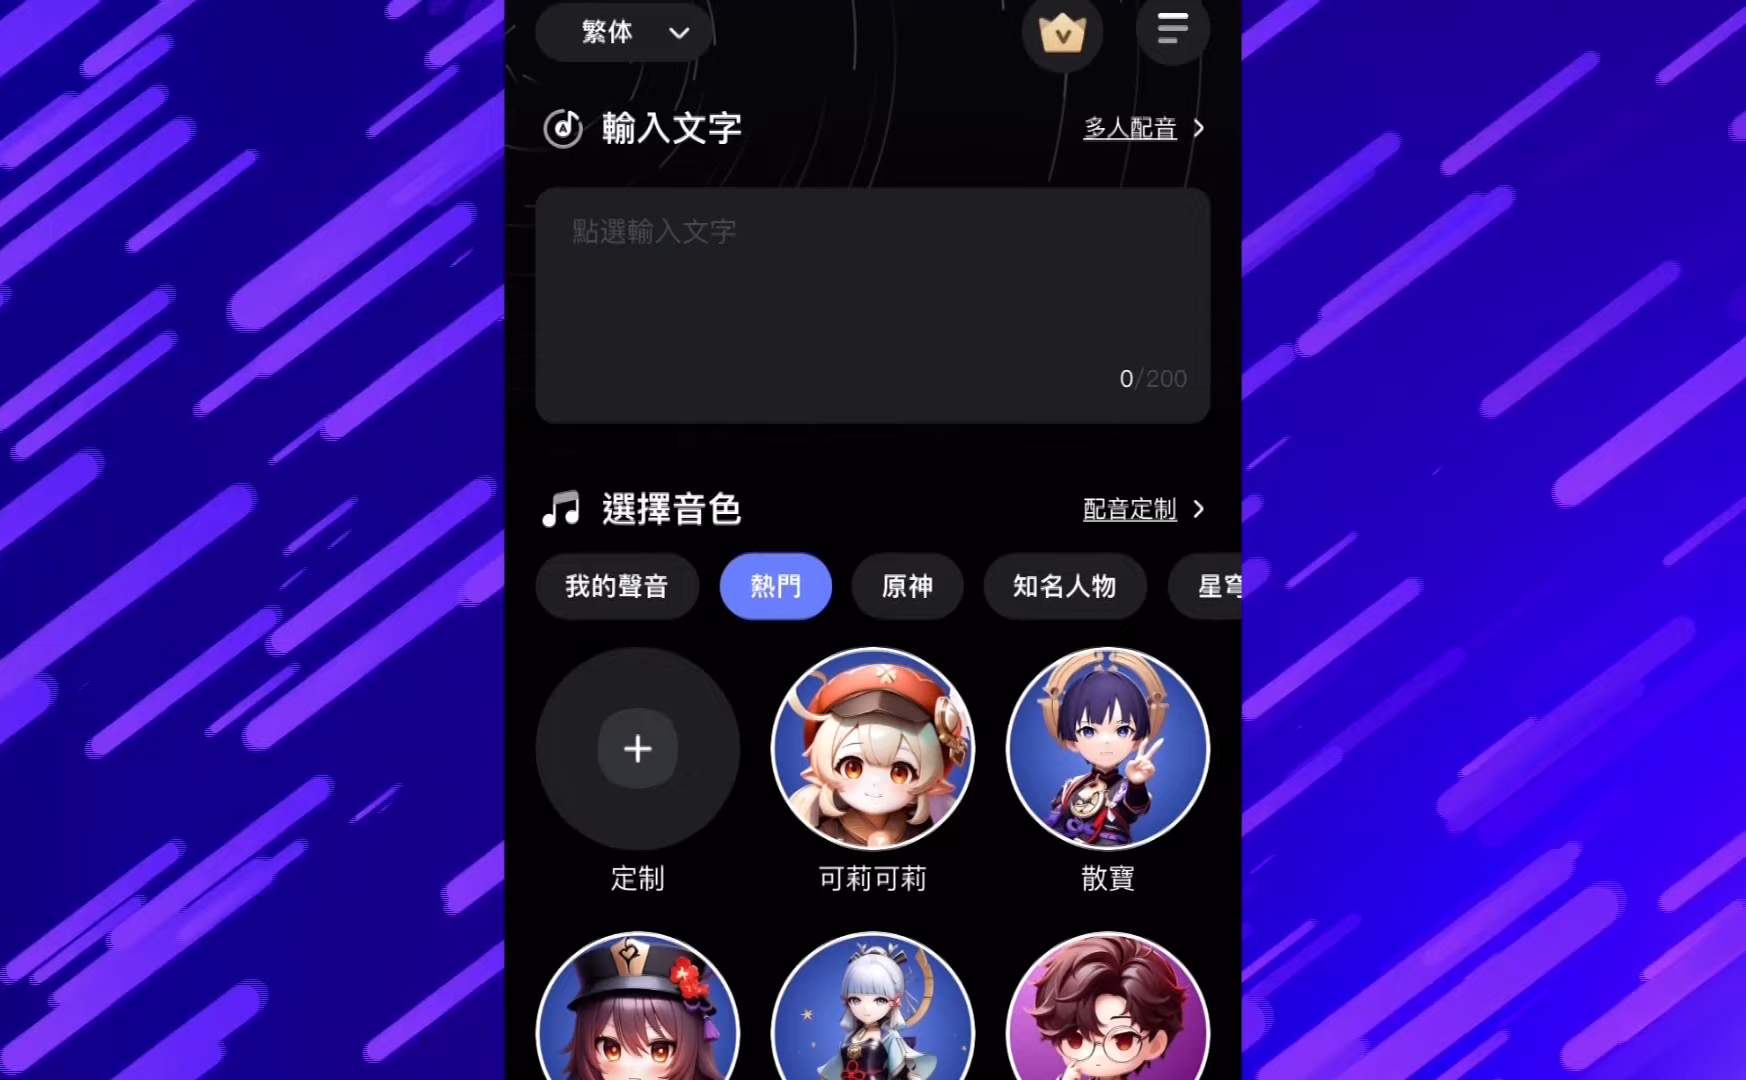 繁体
輸入文字
多人配音
點選輸入文字
0/200
選擇音色
配音定制
我的聲音
熱門
原神
知名人物
星穹
定制
可莉可莉
散寶